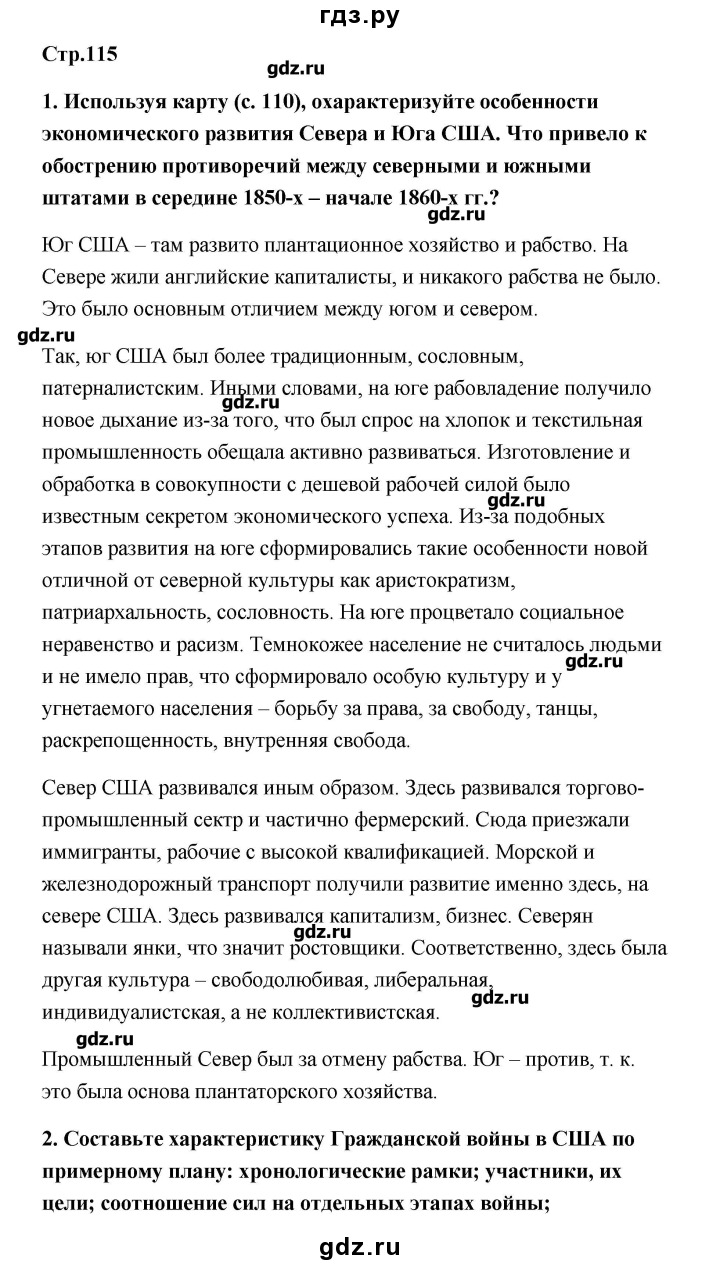 гдз.ру
Стр.115
gdz.ru
1. Используя карту (с. 110), охарактеризуйте особенности
экономического развития Севера и Юга США. Что привело к
обострению противоречий между северными и южными
штатами в середине 1850-х – начале 1860-х гг.?
gdz.ru
Юг США – там развито плантационное хозяйство и рабство. На
Севере жили английские капиталисты, и никакого рабства не было.
Это было основным отличием между югом и севером.
gdz.ru
Так, юг США был более традиционным, сословным,
патерналистским. Иными словами, на юге рабовладение получило
gdz.ru
новое дыхание из-за того, что был спрос на хлопок и текстильная
промышленность обещала активно развиваться. Изготовление и
обработка в совокупности с дешевой рабочей силой было
gdz.ru
известным секретом экономического успеха. Из-за подобных
этапов развития на юге сформировались такие особенности новой
отличной от северной культуры как аристократизм,
патриархальность, сословность. На юге процветало социальное
неравенство и расизм. Темнокожее население не считалось людьми
gdz.ru
и не имело прав, что сформировало особую культуру и у
угнетаемого населения – борьбу за права, за свободу, танцы,
раскрепощенность, внутренняя свобода.
Север США развивался иным образом. Здесь развивался торгово-
промышленный сектр и частично фермерский. Сюда приезжали
иммигранты, рабочие с высокой квалификацией. Морской и
железнодорожный транспорт получили развитие именно здесь, на
севере США. Здесь развивался капитализм, бизнес. Северян
gdz.ru
называли янки, что значит ростовщики. Соответственно, здесь была
другая культура – свободолюбивая, либеральная,
gdz.ru
индивидуалистская, а не коллективистская.
gdz.ru
Промышленный Север был за отмену рабства. Юг – против, т. к.
это была основа плантаторского хозяйства.
2. Составьте характеристику Гражданской войны в США по
примерному плану: хронологические рамки; участники, их
цели; соотношение сил на отдельных этапах войны;
gdz.ru